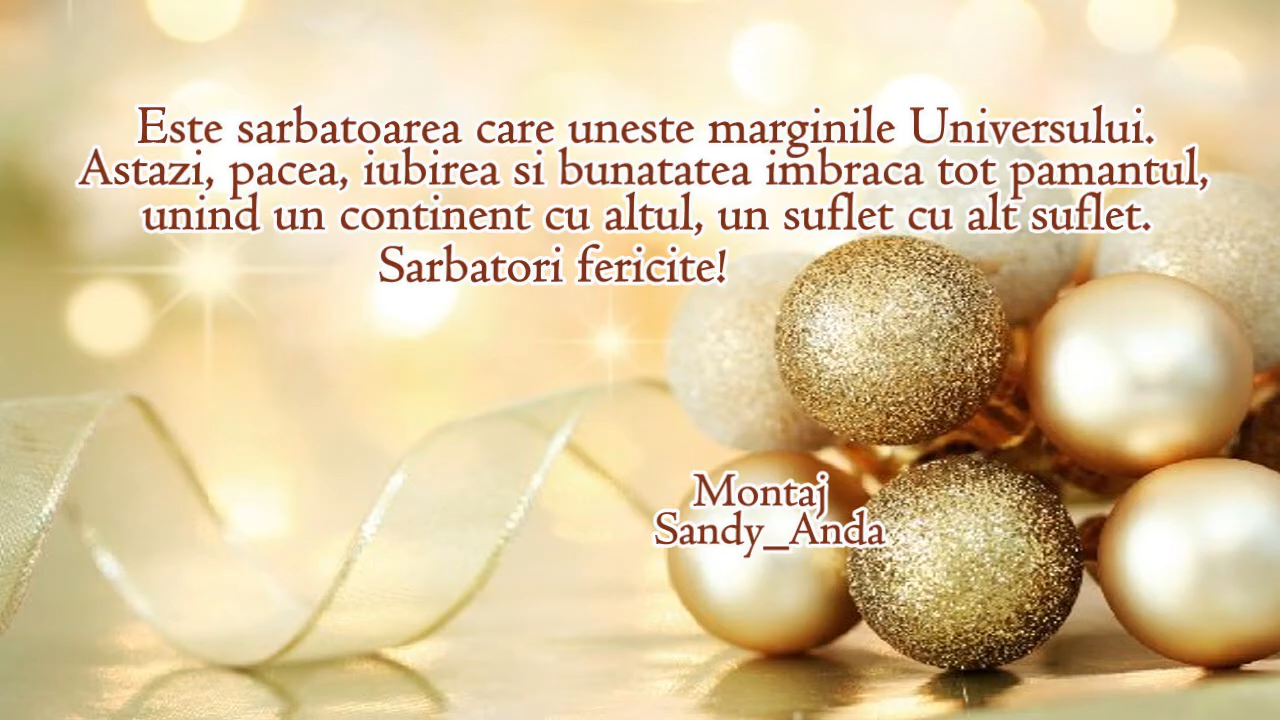 Este sarbatoarea care uneste marginile Universului.
Astazi, pacea, iubirea si bunatatea imbraca tot pamantul,
unind un continent cu altul, un suflet cu alt suflet.
Sarbatori fericite!
Montaj
Sandy_Anda